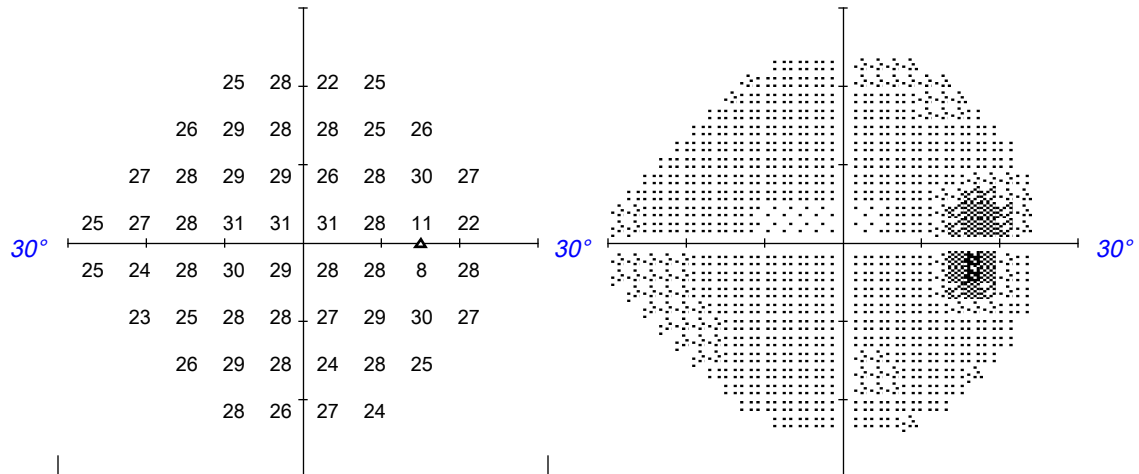 25 28 22 25
26 29 28 28 25 26
27 28 29 29 26 28 30 27
25 27 28 31 31 31 28 11 22
30° 30° 30°
25 24 28 30 29 28 28 8 28
23 25 28 28 27 29 30 27
26 29 28 24 28 25
28 26 27 24